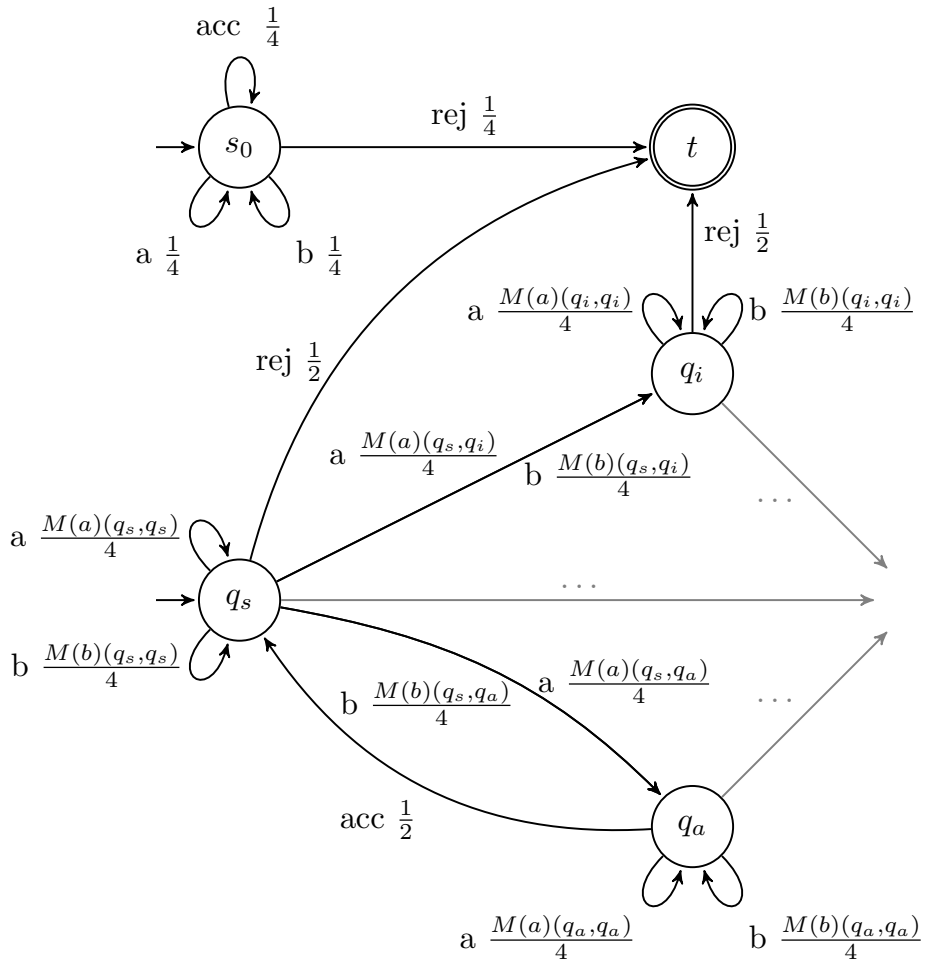 acc 1/4
s_0
rej 1/4
t
a 1/4
b 1/4
rej 1/2
a M(a)(q_i,q_i)/4
b M(b)(q_i,q_i)/4
rej 1/2
q_i
a M(a)(q_s,q_i)/4
b M(b)(q_s,q_i)/4
...
a M(a)(q_s,q_s)/4
q_s
...
b M(b)(q_s,q_s)/4
a M(a)(q_s,q_a)/4
b M(b)(q_s,q_a)/4
...
acc 1/2
q_a
a M(a)(q_a,q_a)/4
b M(b)(q_a,q_a)/4